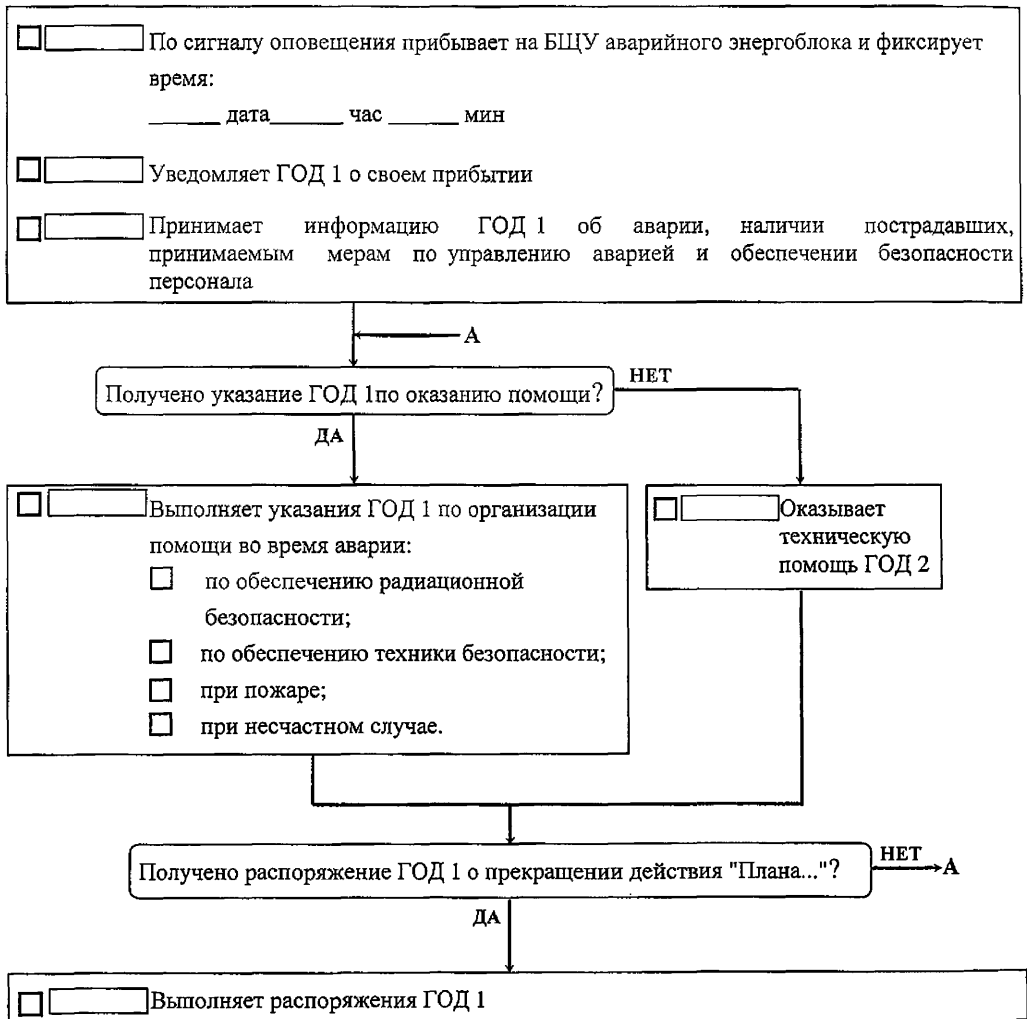 По сигналу оповещения прибывает на БЩУ аварийного энергоблока и фиксирует
время:
______ дата______ час ______ мин
Уведомляет ГОД 1 о своем прибытии
Принимает информацию ГОД 1 об аварии, наличии пострадавших,
принимаемым мерам по управлению аварией и обеспечении безопасности
персонала
А
Получено указание ГОД 1по оказанию помощи?
НЕТ
ДА
Выполняет указания ГОД 1 по организации
помощи во время аварии:
по обеспечению радиационной
безопасности;
по обеспечению техники безопасности;
при пожаре;
при несчастном случае.
Оказывает
техническую
помощь ГОД 2
Получено распоряжение ГОД 1 о прекращении действия "Плана..."?
НЕТ
А
ДА
Выполняет распоряжения ГОД 1